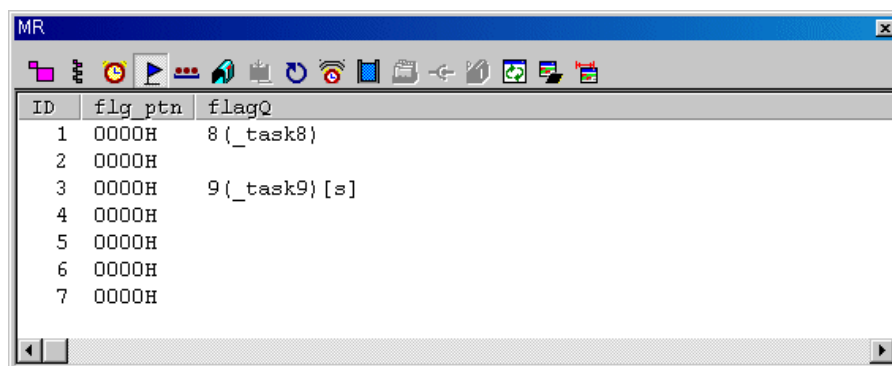 MR
ID flg_ptn flagQ
1 0000H 8(_task8)
2 0000H
3 0000H 9(_task9)[s]
4 0000H
5 0000H
6 0000H
7 0000H